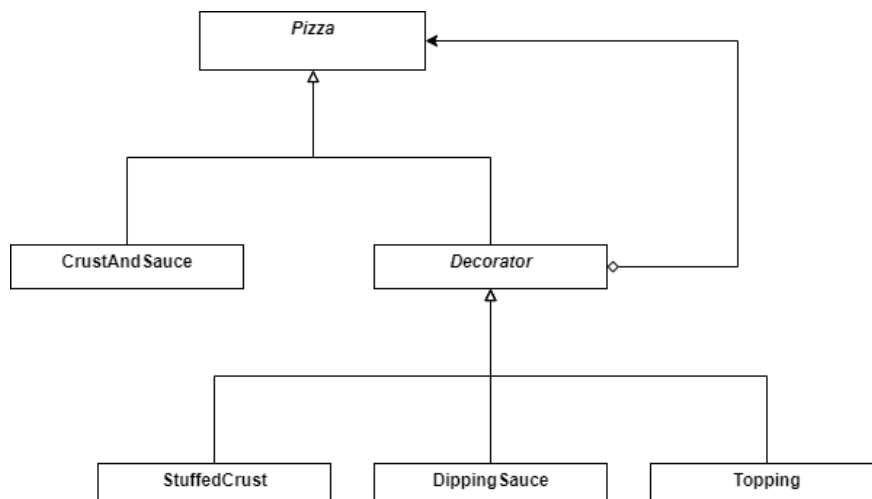 Pizza
CrustAndSauce
Decorator
StuffedCrust
DippingSauce
Topping